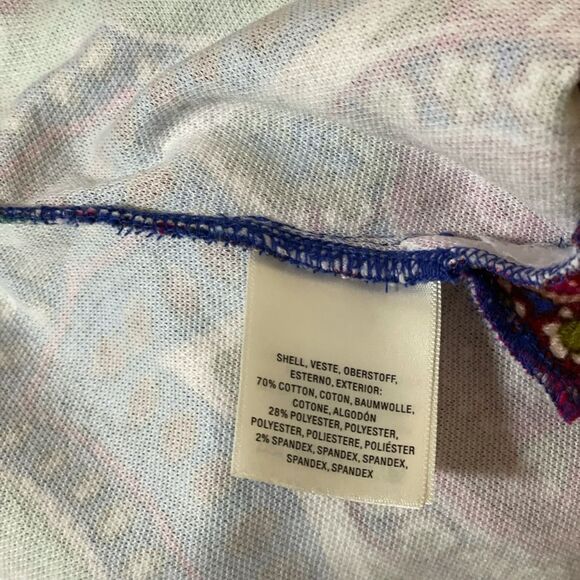 SHELL, VESTE, OBERSTOFF,
ESTERNO, EXTERIOR:
70% COTTON, COTON, BAUMWOLLE,
COTONE, ALGODÓN
28% POLYESTER, POLYESTER,
POLYESTER, POLIESTERE, POLIÉSTER
2% SPANDEX, SPANDEX, SPANDEX,
SPANDEX, SPANDEX